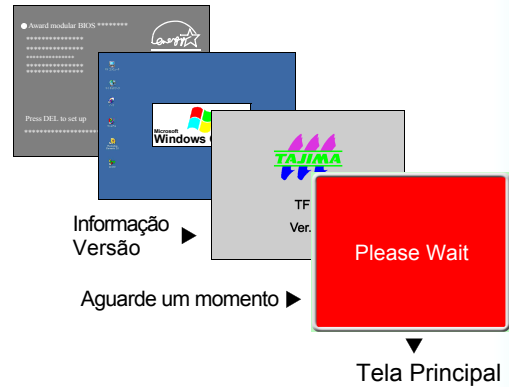 Award modular BIOS ********
***************
***************
***************
***************
***************
energy
Press DEL to set up
********************
Microsoft
Windows
TAJIMA
TF
Ver.
Informação
Versão
Please Wait
Aguarde um momento
Tela Principal